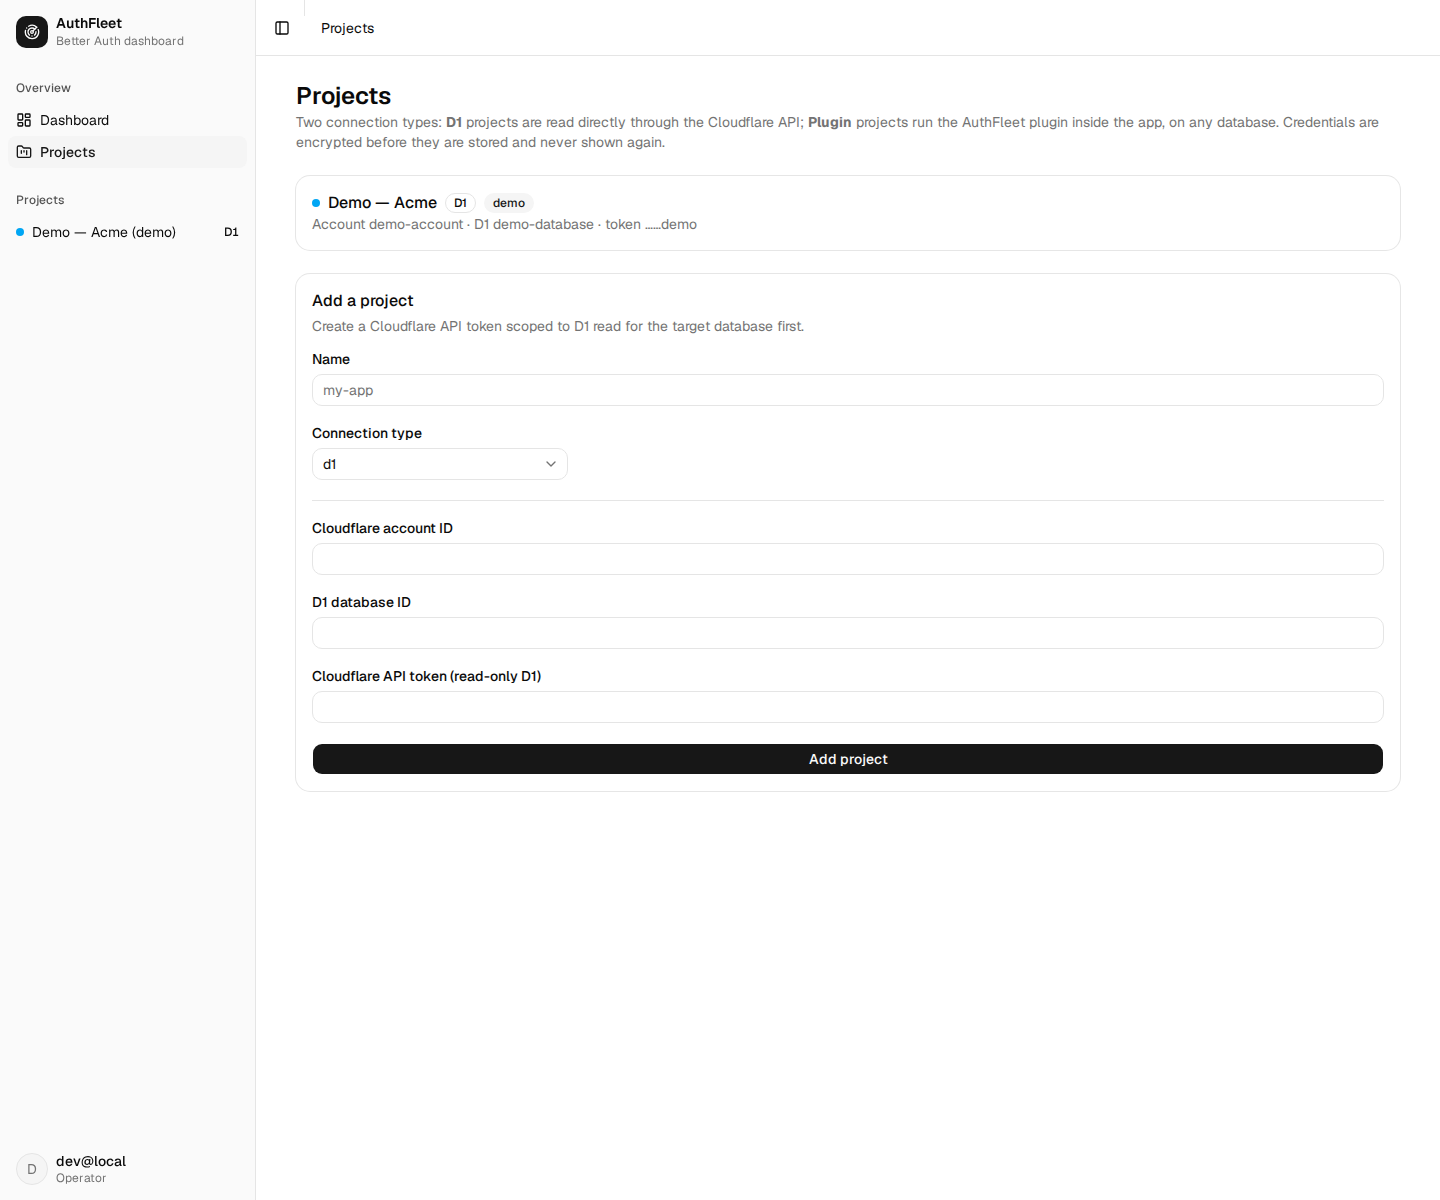 AuthFleet
Better Auth dashboard
Overview
Dashboard
Projects
Projects
Demo — Acme (demo) D1
dev@local
D
Operator
Projects
Projects
Two connection types: D1 projects are read directly through the Cloudflare API; Plugin projects run the AuthFleet plugin inside the app, on any database. Credentials are
encrypted before they are stored and never shown again.
Demo — Acme D1 demo
Account demo-account · D1 demo-database · token ……demo
Add a project
Create a Cloudflare API token scoped to D1 read for the target database first.
Name
my-app
Connection type
d1
Cloudflare account ID
D1 database ID
Cloudflare API token (read-only D1)
Add project